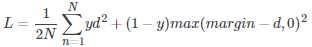 L = \frac{1}{2N} \sum_{n=1}^{N} yd^2 + (1 − y)max(margin − d, 0)^2